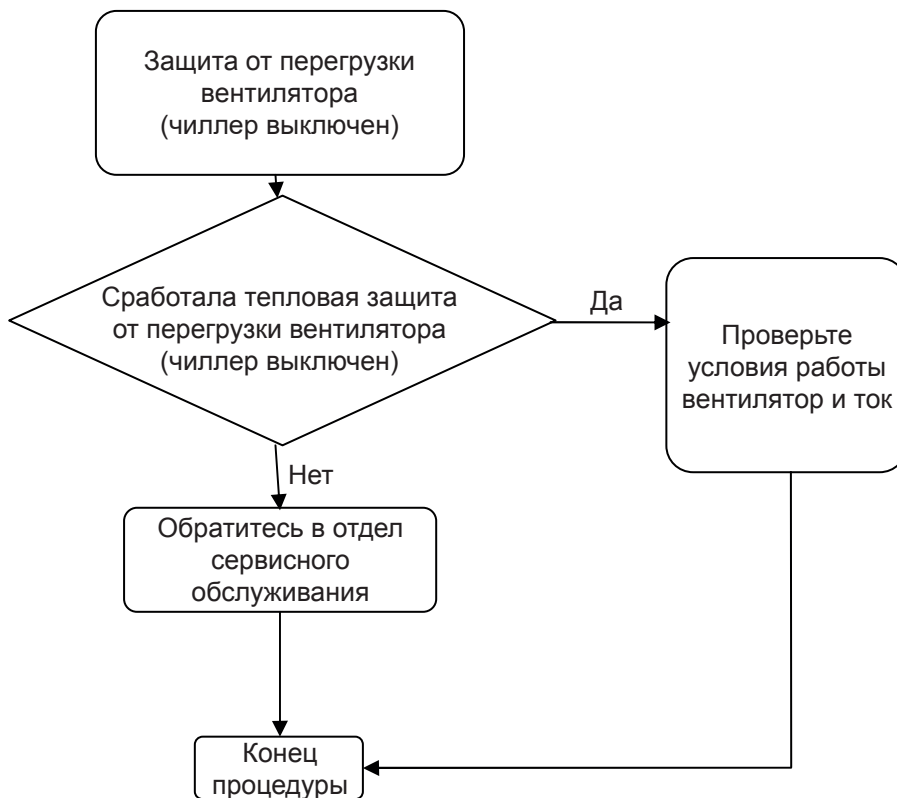 Защита от перегрузки
вентилятора
(чиллер выключен)
Сработала тепловая защита
от перегрузки вентилятора
(чиллер выключен)
Да
Проверьте
условия работы
вентилятор и ток
Нет
Обратитесь в отдел
сервисного
обслуживания
Конец
процедуры